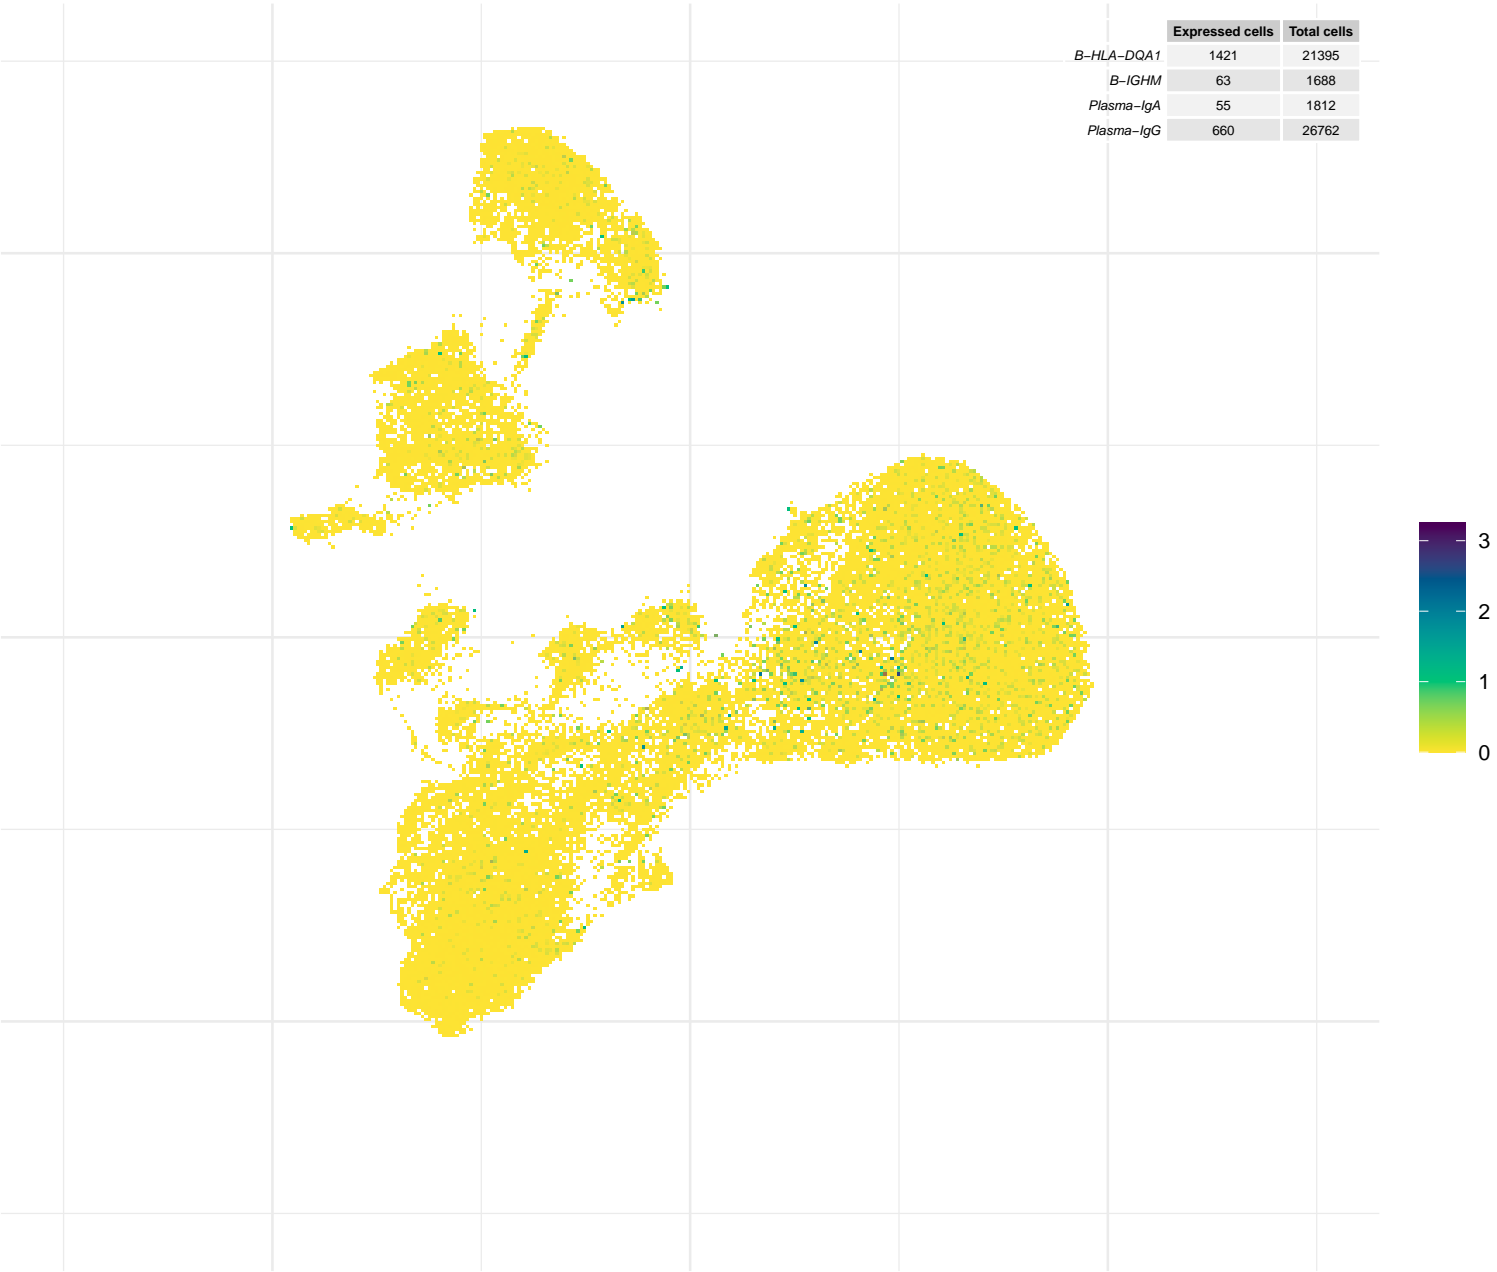 Expressed cells Total cells
B−HLA−DQA1 1421 21395
B−IGHM 63 1688
Plasma−IgA 55 1812
Plasma−IgG 660 26762
3
2
1
0